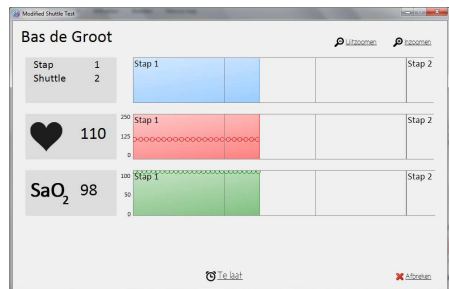 Modified Shuttle Test
Bas de Groot
Uitzoomen
Inzoomen
Stap 1
Shuttle 2
Stap 1
Stap 2
110
250
125
0
Stap 1
Stap 2
SaO2 98
100
50
0
Stap 1
Stap 2
Te laat
Afbreken